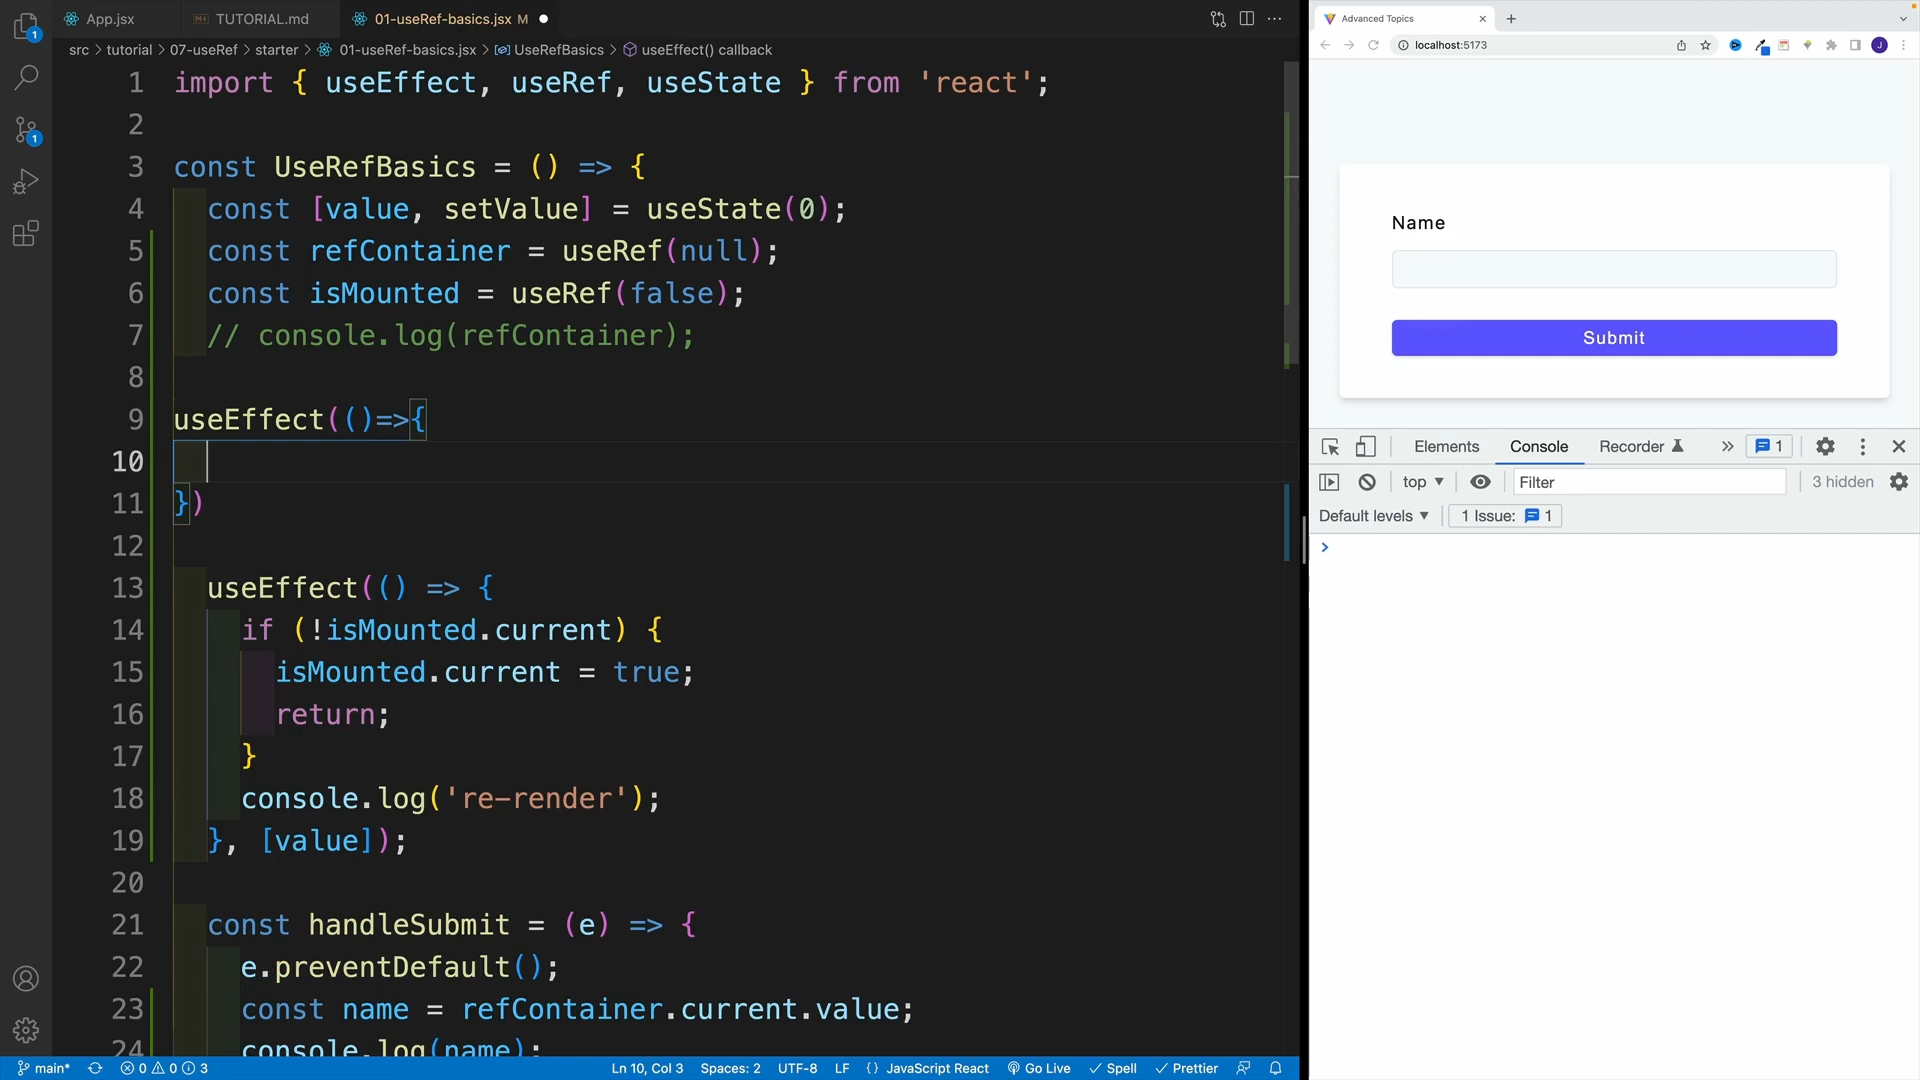 App.jsx
TUTORIAL.md
01-useRef-basics.jsx M
src > tutorial > 07-useRef > starter > 01-useRef-basics.jsx > UseRefBasics > useEffect() callback
1 import { useEffect, useRef, useState } from 'react';
2
3 const UseRefBasics = () => {
4 const [value, setValue] = useState(0);
5 const refContainer = useRef(null);
6 const isMounted = useRef(false);
7 // console.log(refContainer);
8
9 useEffect(()=>{
10
11 })
12
13 useEffect(() => {
14 if (!isMounted.current) {
15 isMounted.current = true;
16 return;
17 }
18 console.log('re-render');
19 }, [value]);
20
21 const handleSubmit = (e) => {
22 e.preventDefault();
23 const name = refContainer.current.value;
24 console.log(name);
1
1
main* 0 0 3 Ln 10, Col 3 Spaces: 2 UTF-8 LF {} JavaScript React Go Live Spell Prettier
Advanced Topics
localhost:5173
J
Name
Submit
Elements Console Recorder 1
top Filter 3 hidden
Default levels 1 Issue: 1